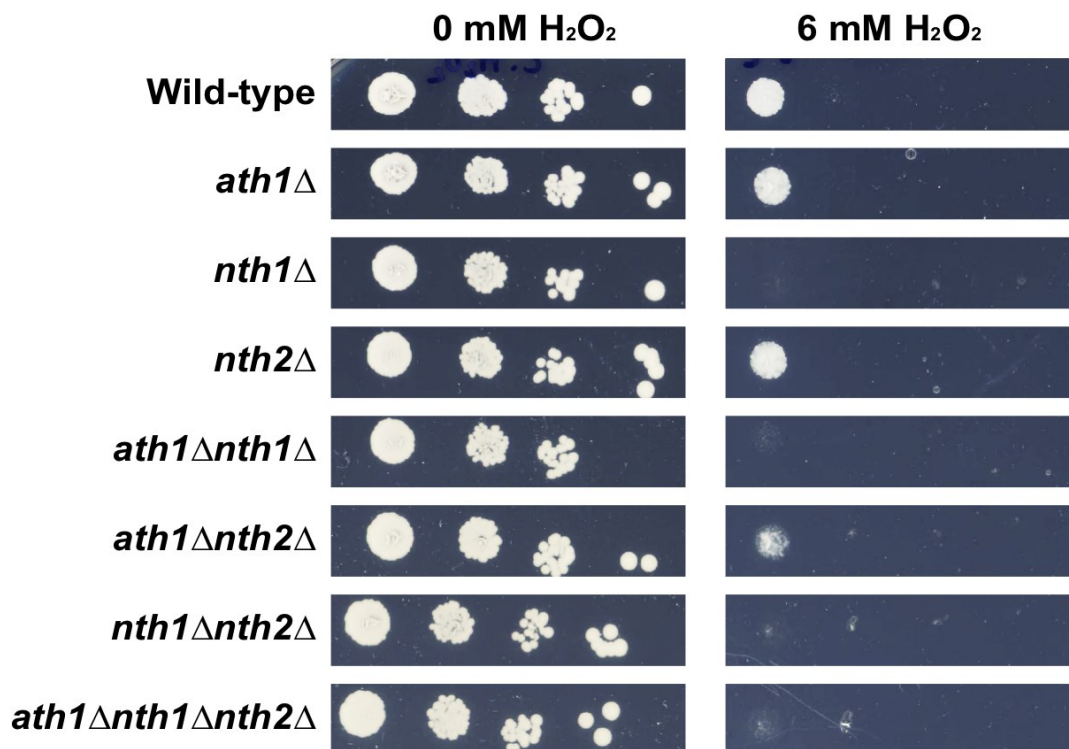 0 mM H₂O₂ 6 mM H₂O₂
Wild-type
ath1Δ
nth1Δ
nth2Δ
ath1Δnth1Δ
ath1Δnth2Δ
nth1Δnth2Δ
ath1Δnth1Δnth2Δ